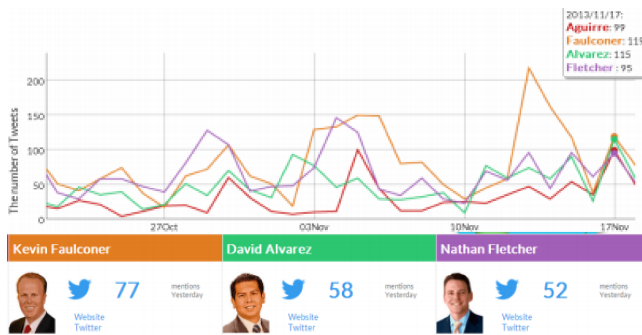 2013/11/17:
Aguirre: 99
Faulconer: 119
Alvarez: 115
Fletcher : 95
The number of Tweets
200
150
100
50
0
27Oct
03Nov
10Nov
17Nov
Kevin Faulconer
David Alvarez
Nathan Fletcher
77
mentions
Yesterday
Website
Twitter
58
mentions
Yesterday
Website
Twitter
52
mentions
Yesterday
Website
Twitter